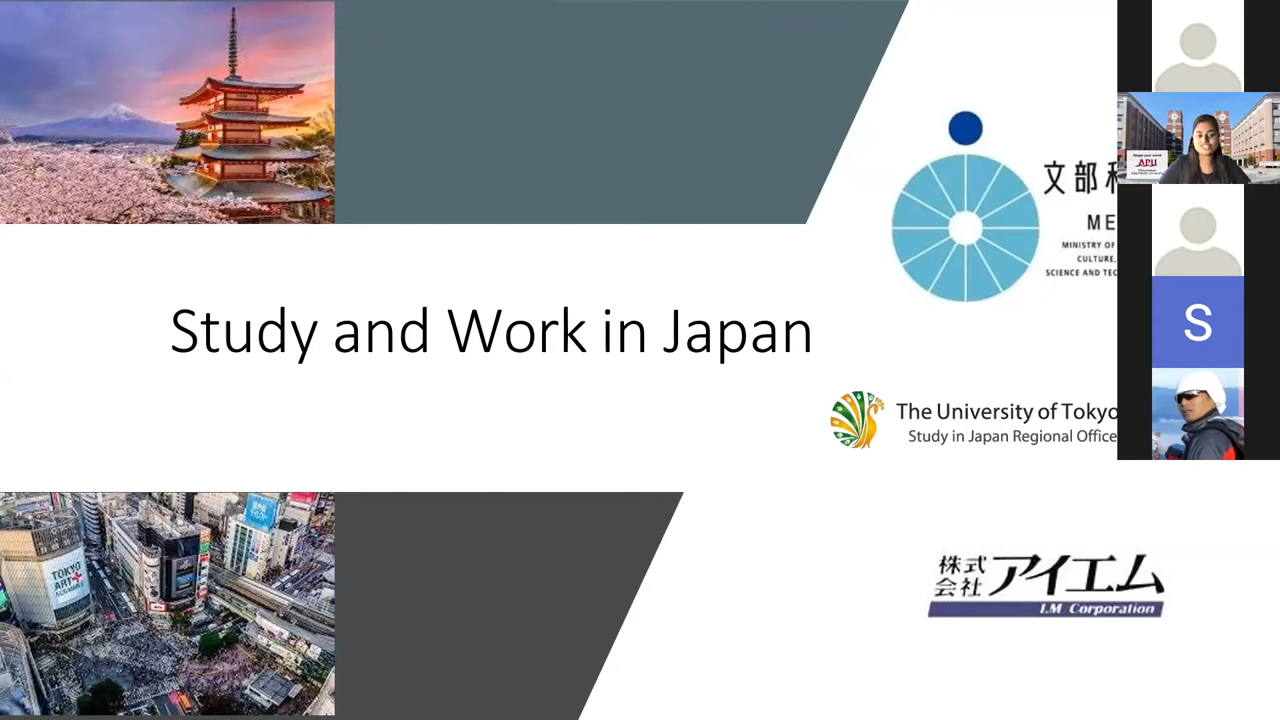 Study and Work in Japan
文部
ME
MINISTRY OF
CULTURE,
SCIENCE AND TEC
The University of Tokyo
Study in Japan Regional Office
株式
会社
アイエム
I.M Corporation
S
APU
TOKYO
ART